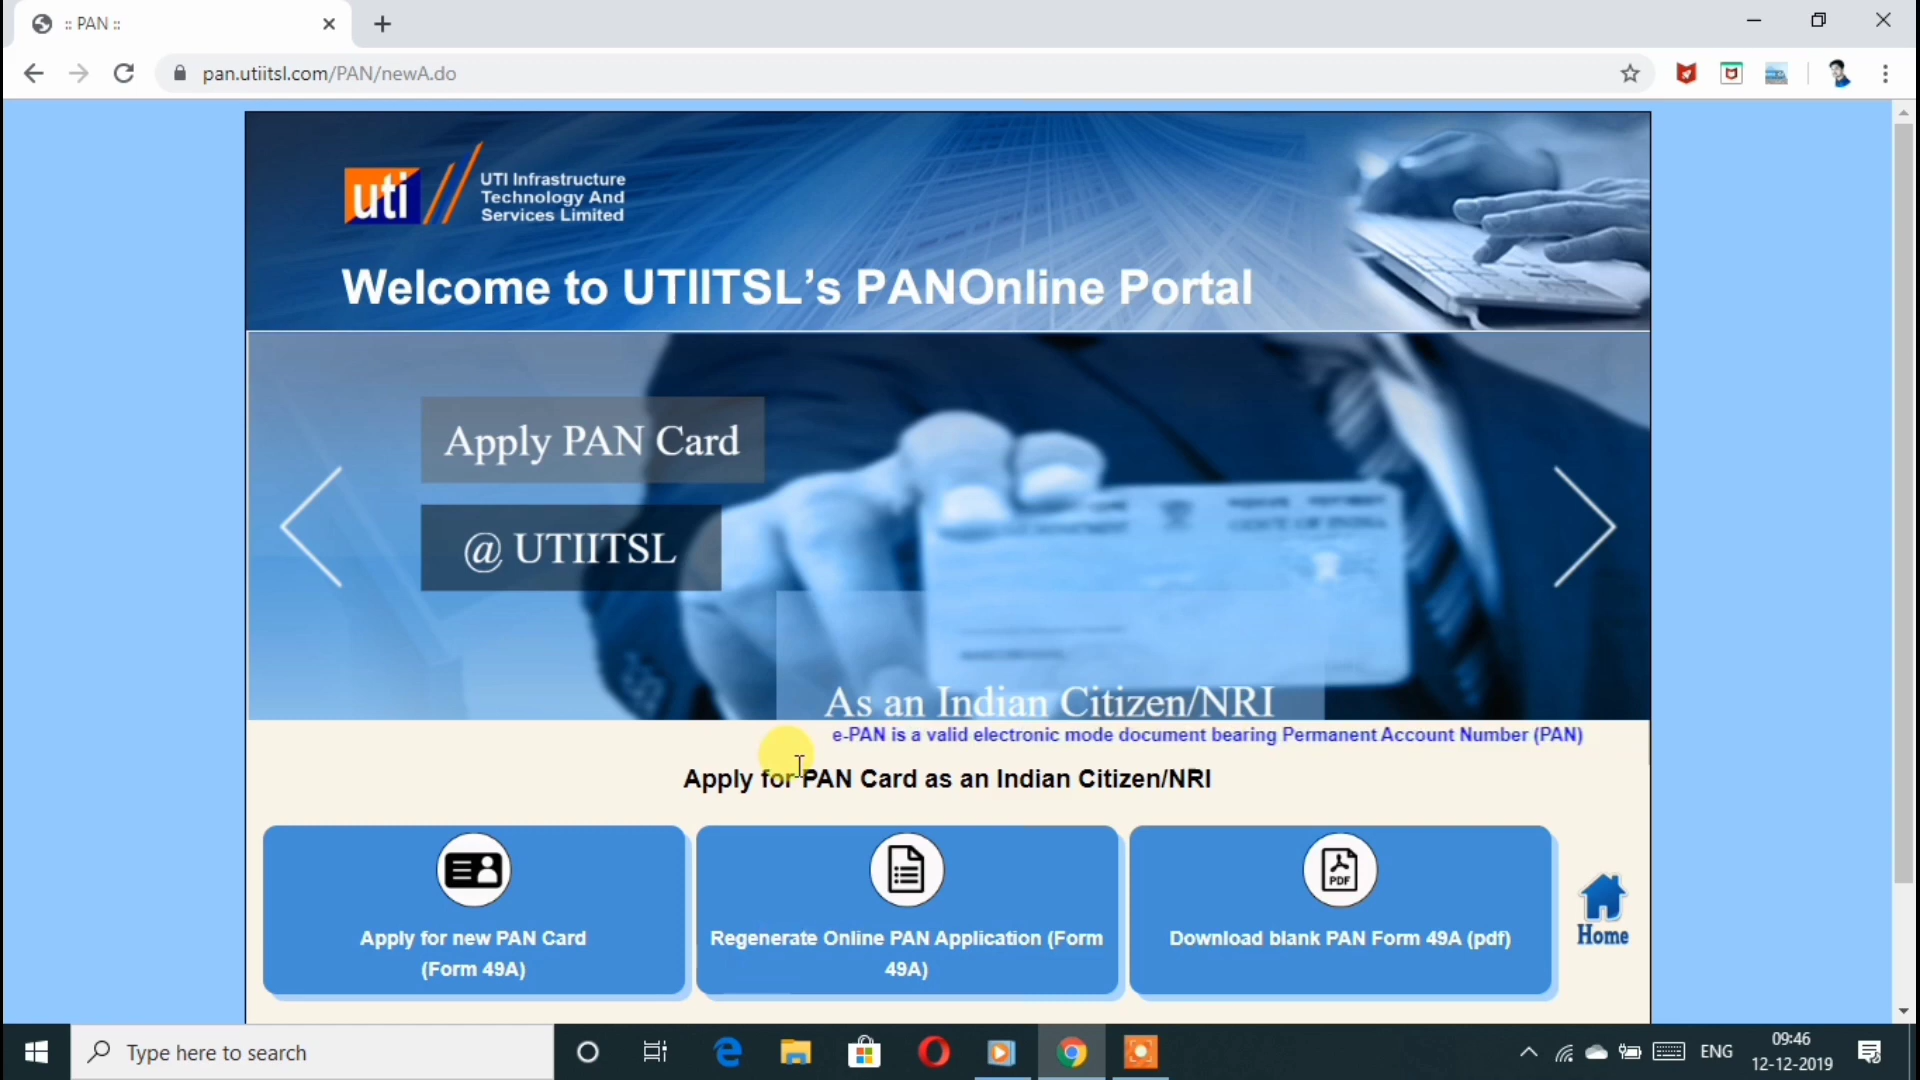 :: PAN ::
pan.utiitsl.com/PAN/newA.do
uti
UTI Infrastructure
Technology And
Services Limited
Welcome to UTIITSL's PANOnline Portal
Apply PAN Card
@ UTIITSL
As an Indian Citizen/NRI
e-PAN is a valid electronic mode document bearing Permanent Account Number (PAN)
Apply for PAN Card as an Indian Citizen/NRI
Apply for new PAN Card
(Form 49A)
Regenerate Online PAN Application (Form
49A)
PDF
Download blank PAN Form 49A (pdf)
Home
Type here to search
ENG
09:46
12-12-2019